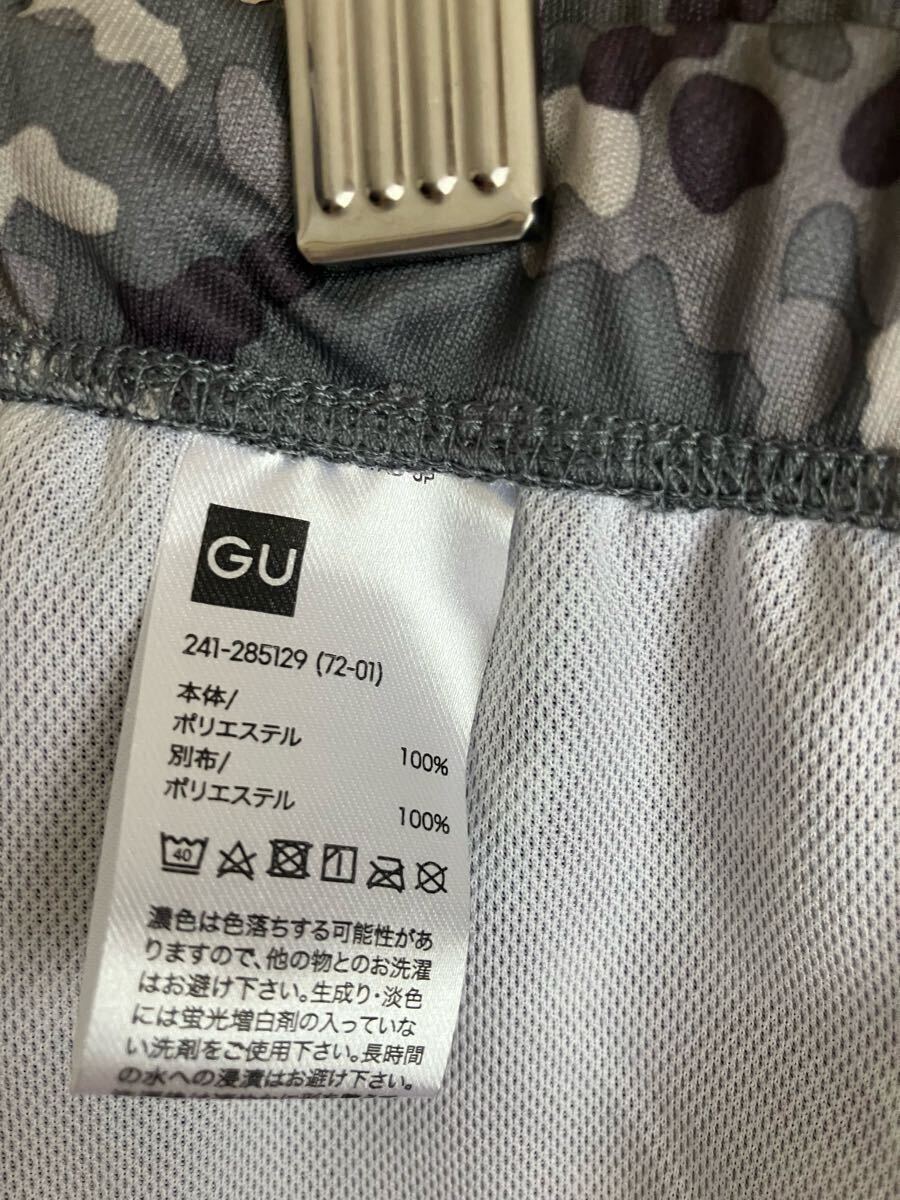 GU
241-285129 (72-01)
本体/
ポリエステル 100%
別布/
ポリエステル 100%
40
濃色は色落ちする可能性があ
りますので、他の物とのお洗濯
はお避け下さい。生成り・淡色
には蛍光増白剤の入っていな
い洗剤をご使用下さい。長時間
の水への浸漬はお避け下さい。